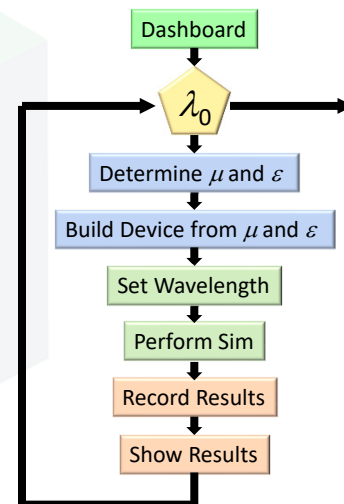 Dashboard
λ₀
Determine μ and ε
Build Device from μ and ε
Set Wavelength
Perform Sim
Record Results
Show Results